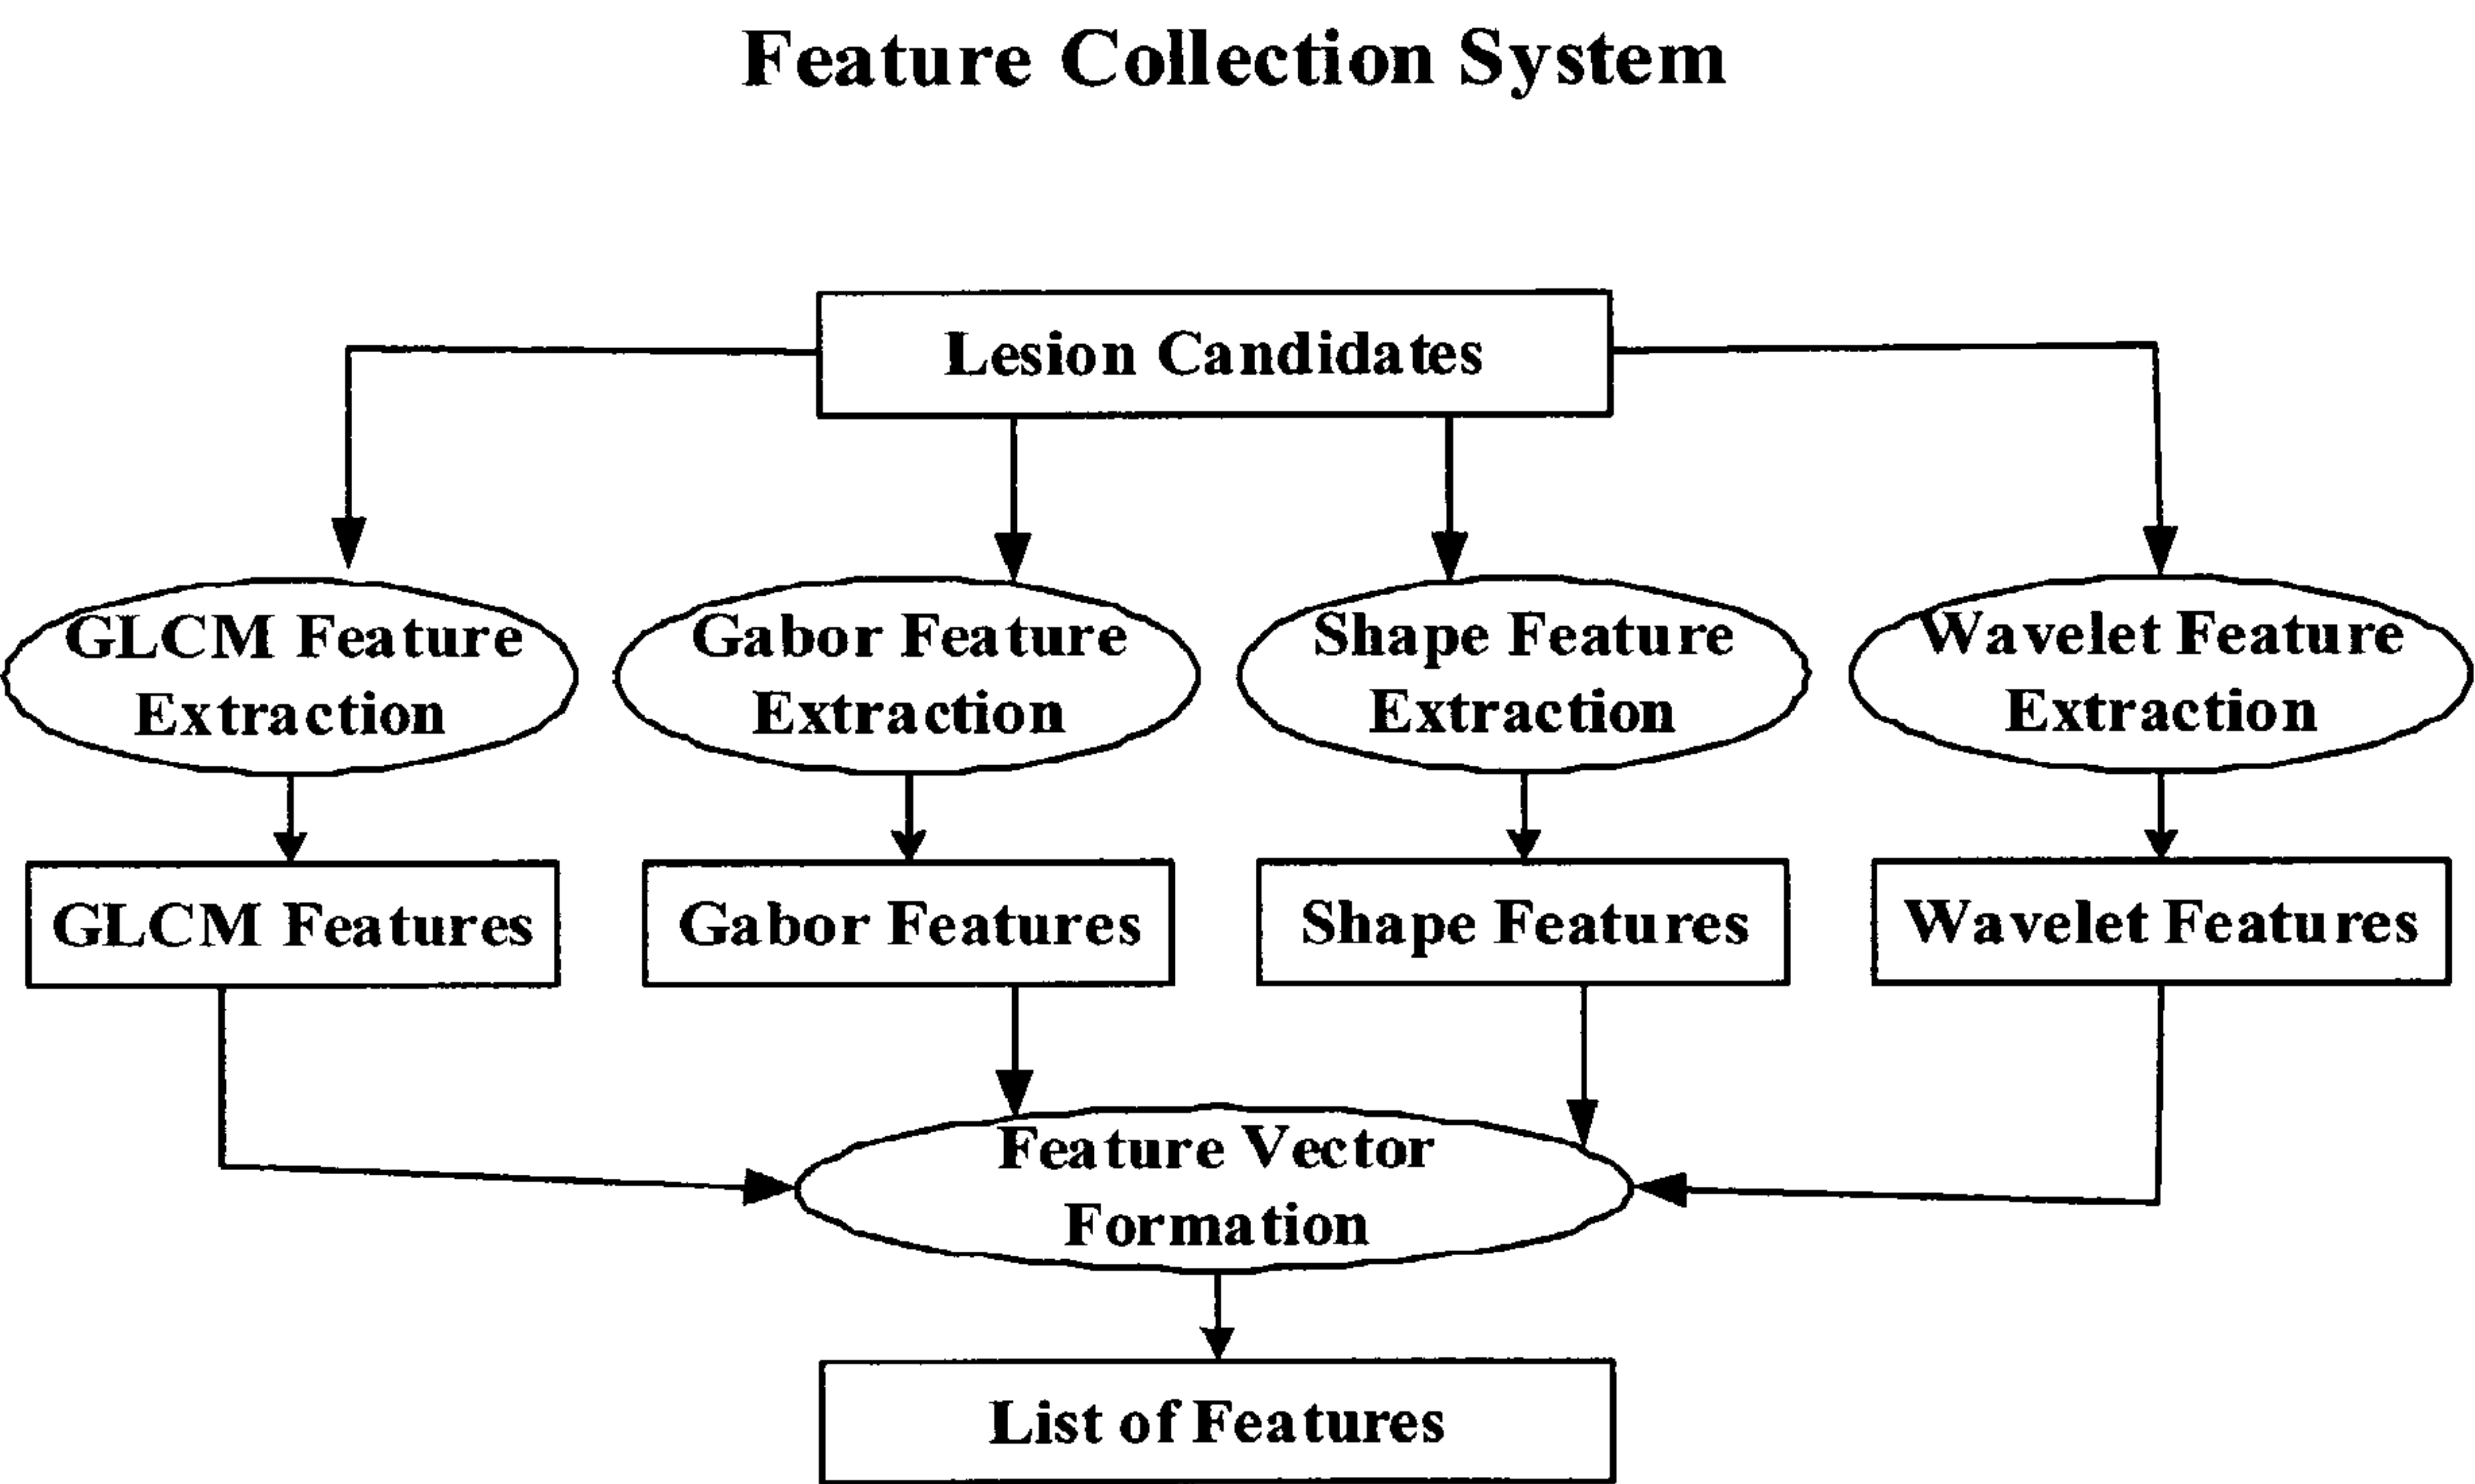 Feature Collection System
Lesion Candidates
GLCM Feature
Extraction
Gabor Feature
Extraction
Shape Feature
Extraction
Wavelet Feature
Extraction
GLCM Features
Gabor Features
Shape Features
Wavelet Features
Feature Vector
Formation
List of Features